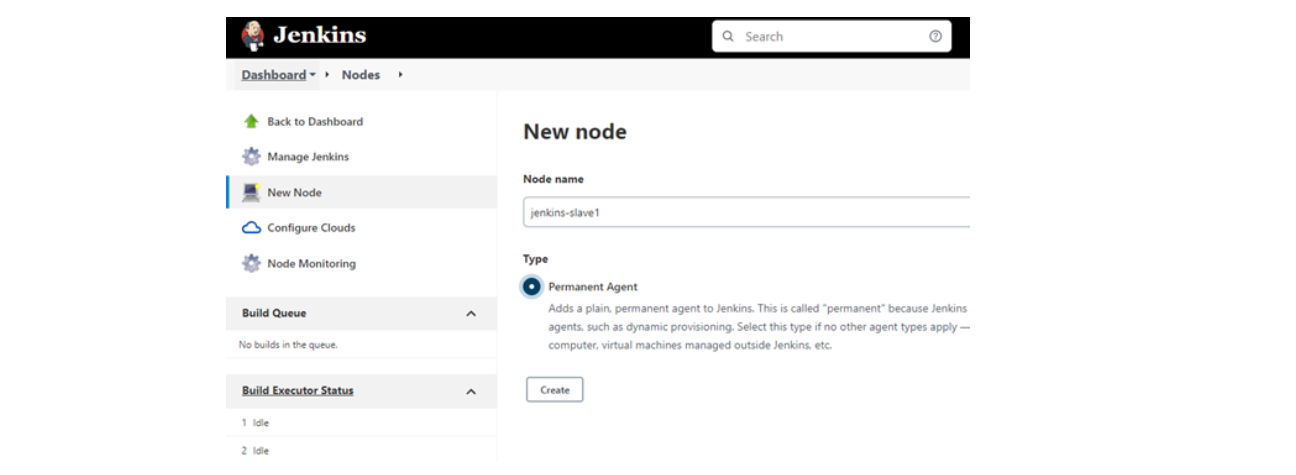 Jenkins
Search
Dashboard Nodes
Back to Dashboard
Manage Jenkins
New Node
Configure Clouds
Node Monitoring
Build Queue
No builds in the queue.
Build Executor Status
1 Idle
2 Idle
New node
Node name
jenkins-slave1
Type
Permanent Agent
Adds a plain, permanent agent to Jenkins. This is called "permanent" because Jenkins
agents, such as dynamic provisioning. Select this type if no other agent types apply —
computer, virtual machines managed outside Jenkins, etc.
Create